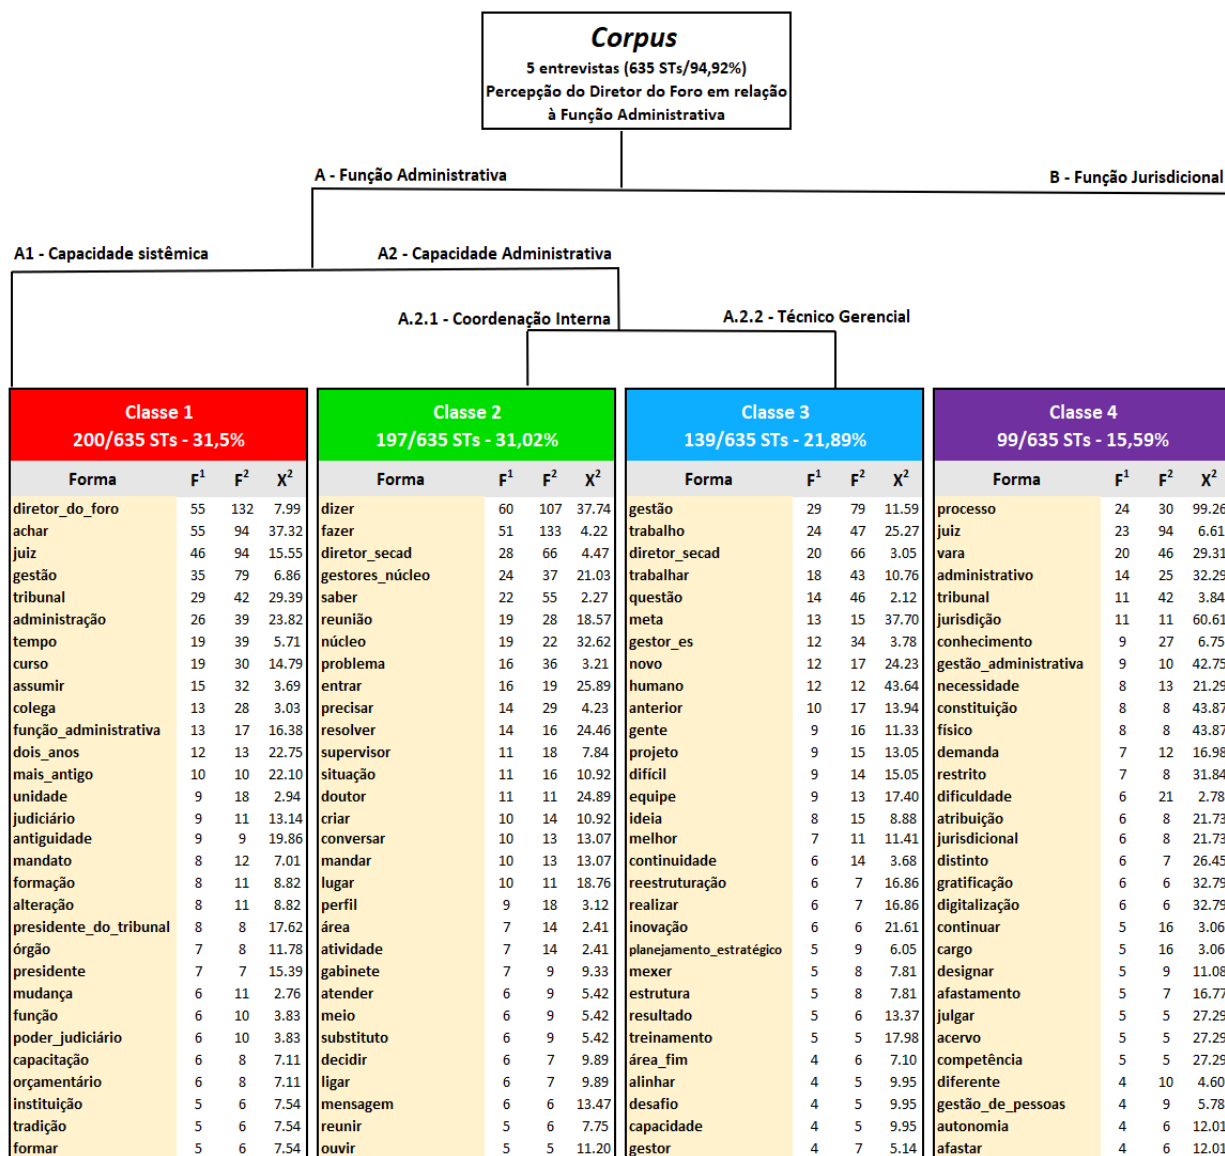 Corpus
5 entrevistas (635 STs/94,92%)
Percepção do Diretor do Foro em relação
à Função Administrativa
A - Função Administrativa
B - Função Jurisdicional
A1 - Capacidade sistêmica
A2 - Capacidade Administrativa
A.2.1 - Coordenação Interna
A.2.2 - Técnico Gerencial
Classe 1
200/635 STs - 31,5%
Forma F¹ F² X²
diretor_do_foro 55 132 7.99
achar 55 94 37.32
juiz 46 94 15.55
gestão 35 79 6.86
tribunal 29 42 29.39
administração 26 39 23.82
tempo 19 39 5.71
curso 19 30 14.79
assumir 15 32 3.69
colega 13 28 3.03
função_administrativa 13 17 16.38
dois_anos 12 13 22.75
mais_antigo 10 10 22.10
unidade 9 18 2.94
judiciário 9 11 13.14
antiguidade 9 9 19.86
mandato 8 12 7.01
formação 8 11 8.82
alteração 8 11 8.82
presidente_do_tribunal 8 8 17.62
órgão 7 8 11.78
presidente 7 7 15.39
mudança 6 11 2.76
função 6 10 3.83
poder_judiciário 6 10 3.83
capacitação 6 8 7.11
orçamentário 6 8 7.11
instituição 5 6 7.54
tradição 5 6 7.54
formar 5 6 7.54
Classe 2
197/635 STs - 31,02%
Forma F¹ F² X²
dizer 60 107 37.74
fazer 51 133 4.22
diretor_secad 28 66 4.47
gestores_núcleo 24 37 21.03
saber 22 55 2.27
reunião 19 28 18.57
núcleo 19 22 32.62
problema 16 36 3.21
entrar 16 19 25.89
precisar 14 29 4.23
resolver 14 16 24.46
supervisor 11 18 7.84
situação 11 16 10.92
doutor 11 11 24.89
criar 10 14 10.92
conversar 10 13 13.07
mandar 10 13 13.07
lugar 10 11 18.76
perfil 9 18 3.12
área 7 14 2.41
atividade 7 14 2.41
gabinete 7 9 9.33
atender 6 9 5.42
meio 6 9 5.42
substituto 6 9 5.42
decidir 6 7 9.89
ligar 6 7 9.89
mensagem 6 6 13.47
reunir 5 6 7.75
ouvir 5 5 11.20
Classe 3
139/635 STs - 21,89%
Forma F¹ F² X²
gestão 29 79 11.59
trabalho 24 47 25.27
diretor_secad 20 66 3.05
trabalhar 18 43 10.76
questão 14 46 2.12
meta 13 15 37.70
gestor_es 12 34 3.78
novo 12 17 24.23
humano 12 12 43.64
anterior 10 17 13.94
gente 9 16 11.33
projeto 9 15 13.05
difícil 9 14 15.05
equipe 9 13 17.40
ideia 8 15 8.88
melhor 7 11 11.41
continuidade 6 14 3.68
reestruturação 6 7 16.86
realizar 6 7 16.86
inovação 6 6 21.61
planejamento_estratégico 5 9 6.05
mexer 5 8 7.81
estrutura 5 8 7.81
resultado 5 6 13.37
treinamento 5 5 17.98
área_fim 4 6 7.10
alinhar 4 5 9.95
desafio 4 5 9.95
capacidade 4 5 9.95
gestor 4 7 5.14
Classe 4
99/635 STs - 15,59%
Forma F¹ F² X²
processo 24 30 99.26
juiz 23 94 6.61
vara 20 46 29.31
administrativo 14 25 32.29
tribunal 11 42 3.84
jurisdição 11 11 60.61
conhecimento 9 27 6.75
gestão_administrativa 9 10 42.75
necessidade 8 13 21.29
constituição 8 8 43.87
físico 8 8 43.87
demanda 7 12 16.98
restrito 7 8 31.84
dificuldade 6 21 2.78
atribuição 6 8 21.73
jurisdicional 6 8 21.73
distinto 6 7 26.45
gratificação 6 6 32.79
digitalização 6 6 32.79
continuar 5 16 3.06
cargo 5 16 3.06
designar 5 9 11.08
afastamento 5 7 16.77
julgar 5 5 27.29
acervo 5 5 27.29
competência 5 5 27.29
diferente 4 10 4.60
gestão_de_pessoas 4 9 5.78
autonomia 4 6 12.01
afastar 4 6 12.01